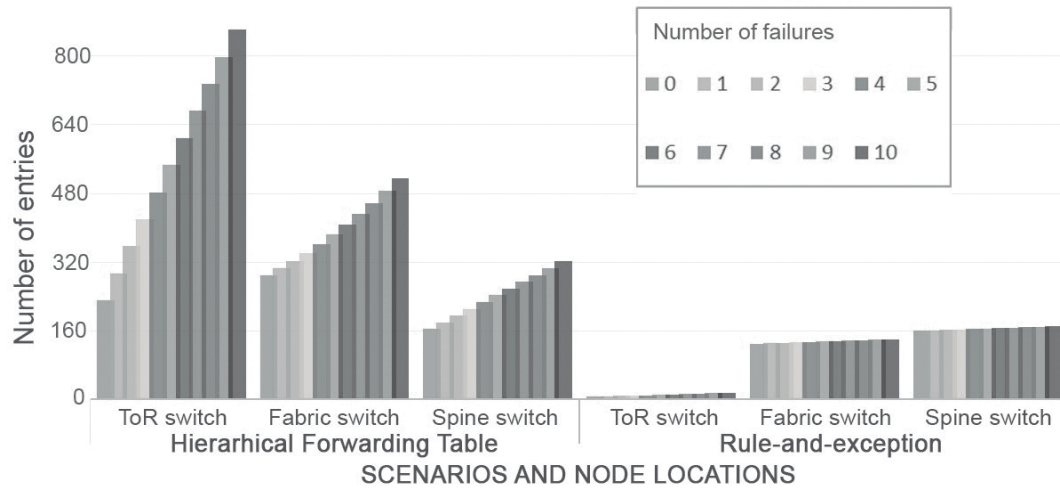 Number of failures
0 1 2 3 4 5
6 7 8 9 10
Number of entries
800
640
480
320
160
0
ToR switch Fabric switch Spine switch ToR switch Fabric switch Spine switch
Hierarhical Forwarding Table Rule-and-exception
SCENARIOS AND NODE LOCATIONS